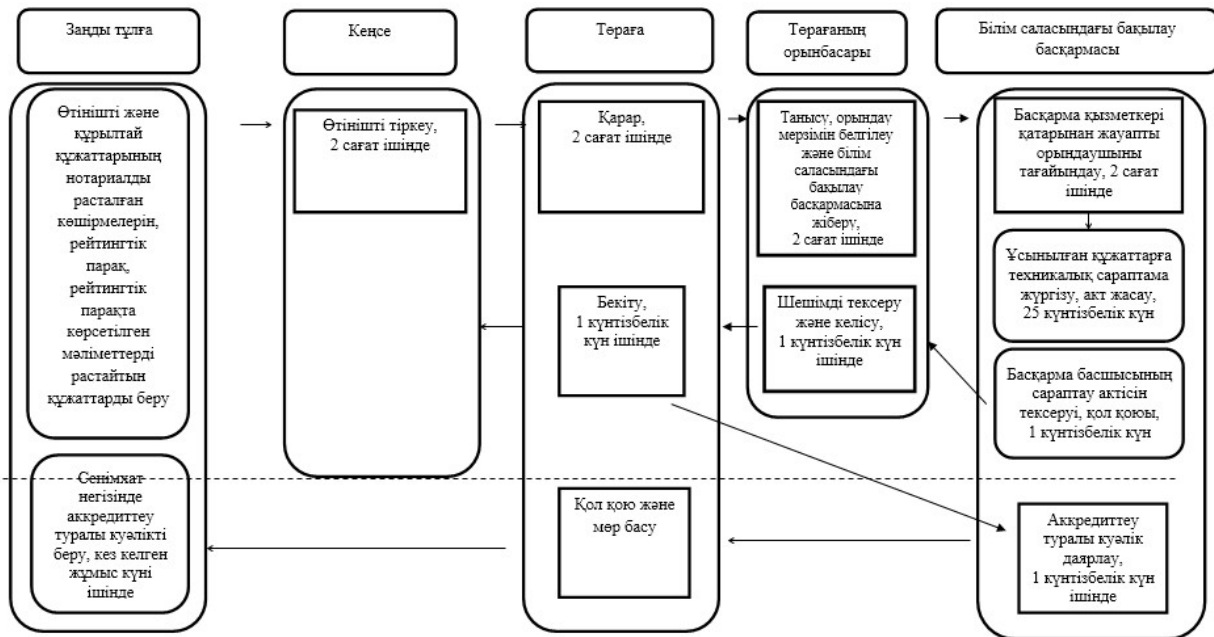 Заңды тұлға
Кеңсе
Төраға
Төрағаның
орынбасары
Білім саласындағы бақылау
басқармасы
Өтінішті және
құрылтай
құжаттарының
нотариалды
расталған
көшірмелерін,
рейтингтік
парақ,
рейтингтік
парақта
көрсетілген
мәліметтерді
растайтын
құжаттарды беру
Өтінішті тіркеу,
2 сағат ішінде
Қарар,
2 сағат ішінде
Танысу, орындау
мерзімін белгілеу
және білім
саласындағы
бақылау
басқармасына
жіберу,
2 сағат ішінде
Басқарма қызметкері
қатарынан жауапты
орындаушыны
тағайындау, 2 сағат
ішінде
Ұсынылған құжаттарға
техникалық сараптама
жүргізу, акт жасау,
25 күнтізбелік күн
Бекіту,
1 күнтізбелік
күн ішінде
Шешімді тексеру
және келісу,
1 күнтізбелік күн
ішінде
Басқарма басшысының
сараптау актісін
тексеруі, қол қоюы,
1 күнтізбелік күн
Сенімхат
негізінде
аккредиттеу
туралы куәлікті
беру, кез келген
жұмыс күні
ішінде
Қол қою және
мөр басу
Аккредиттеу
туралы куәлік
даярлау,
1 күнтізбелік күн
ішінде